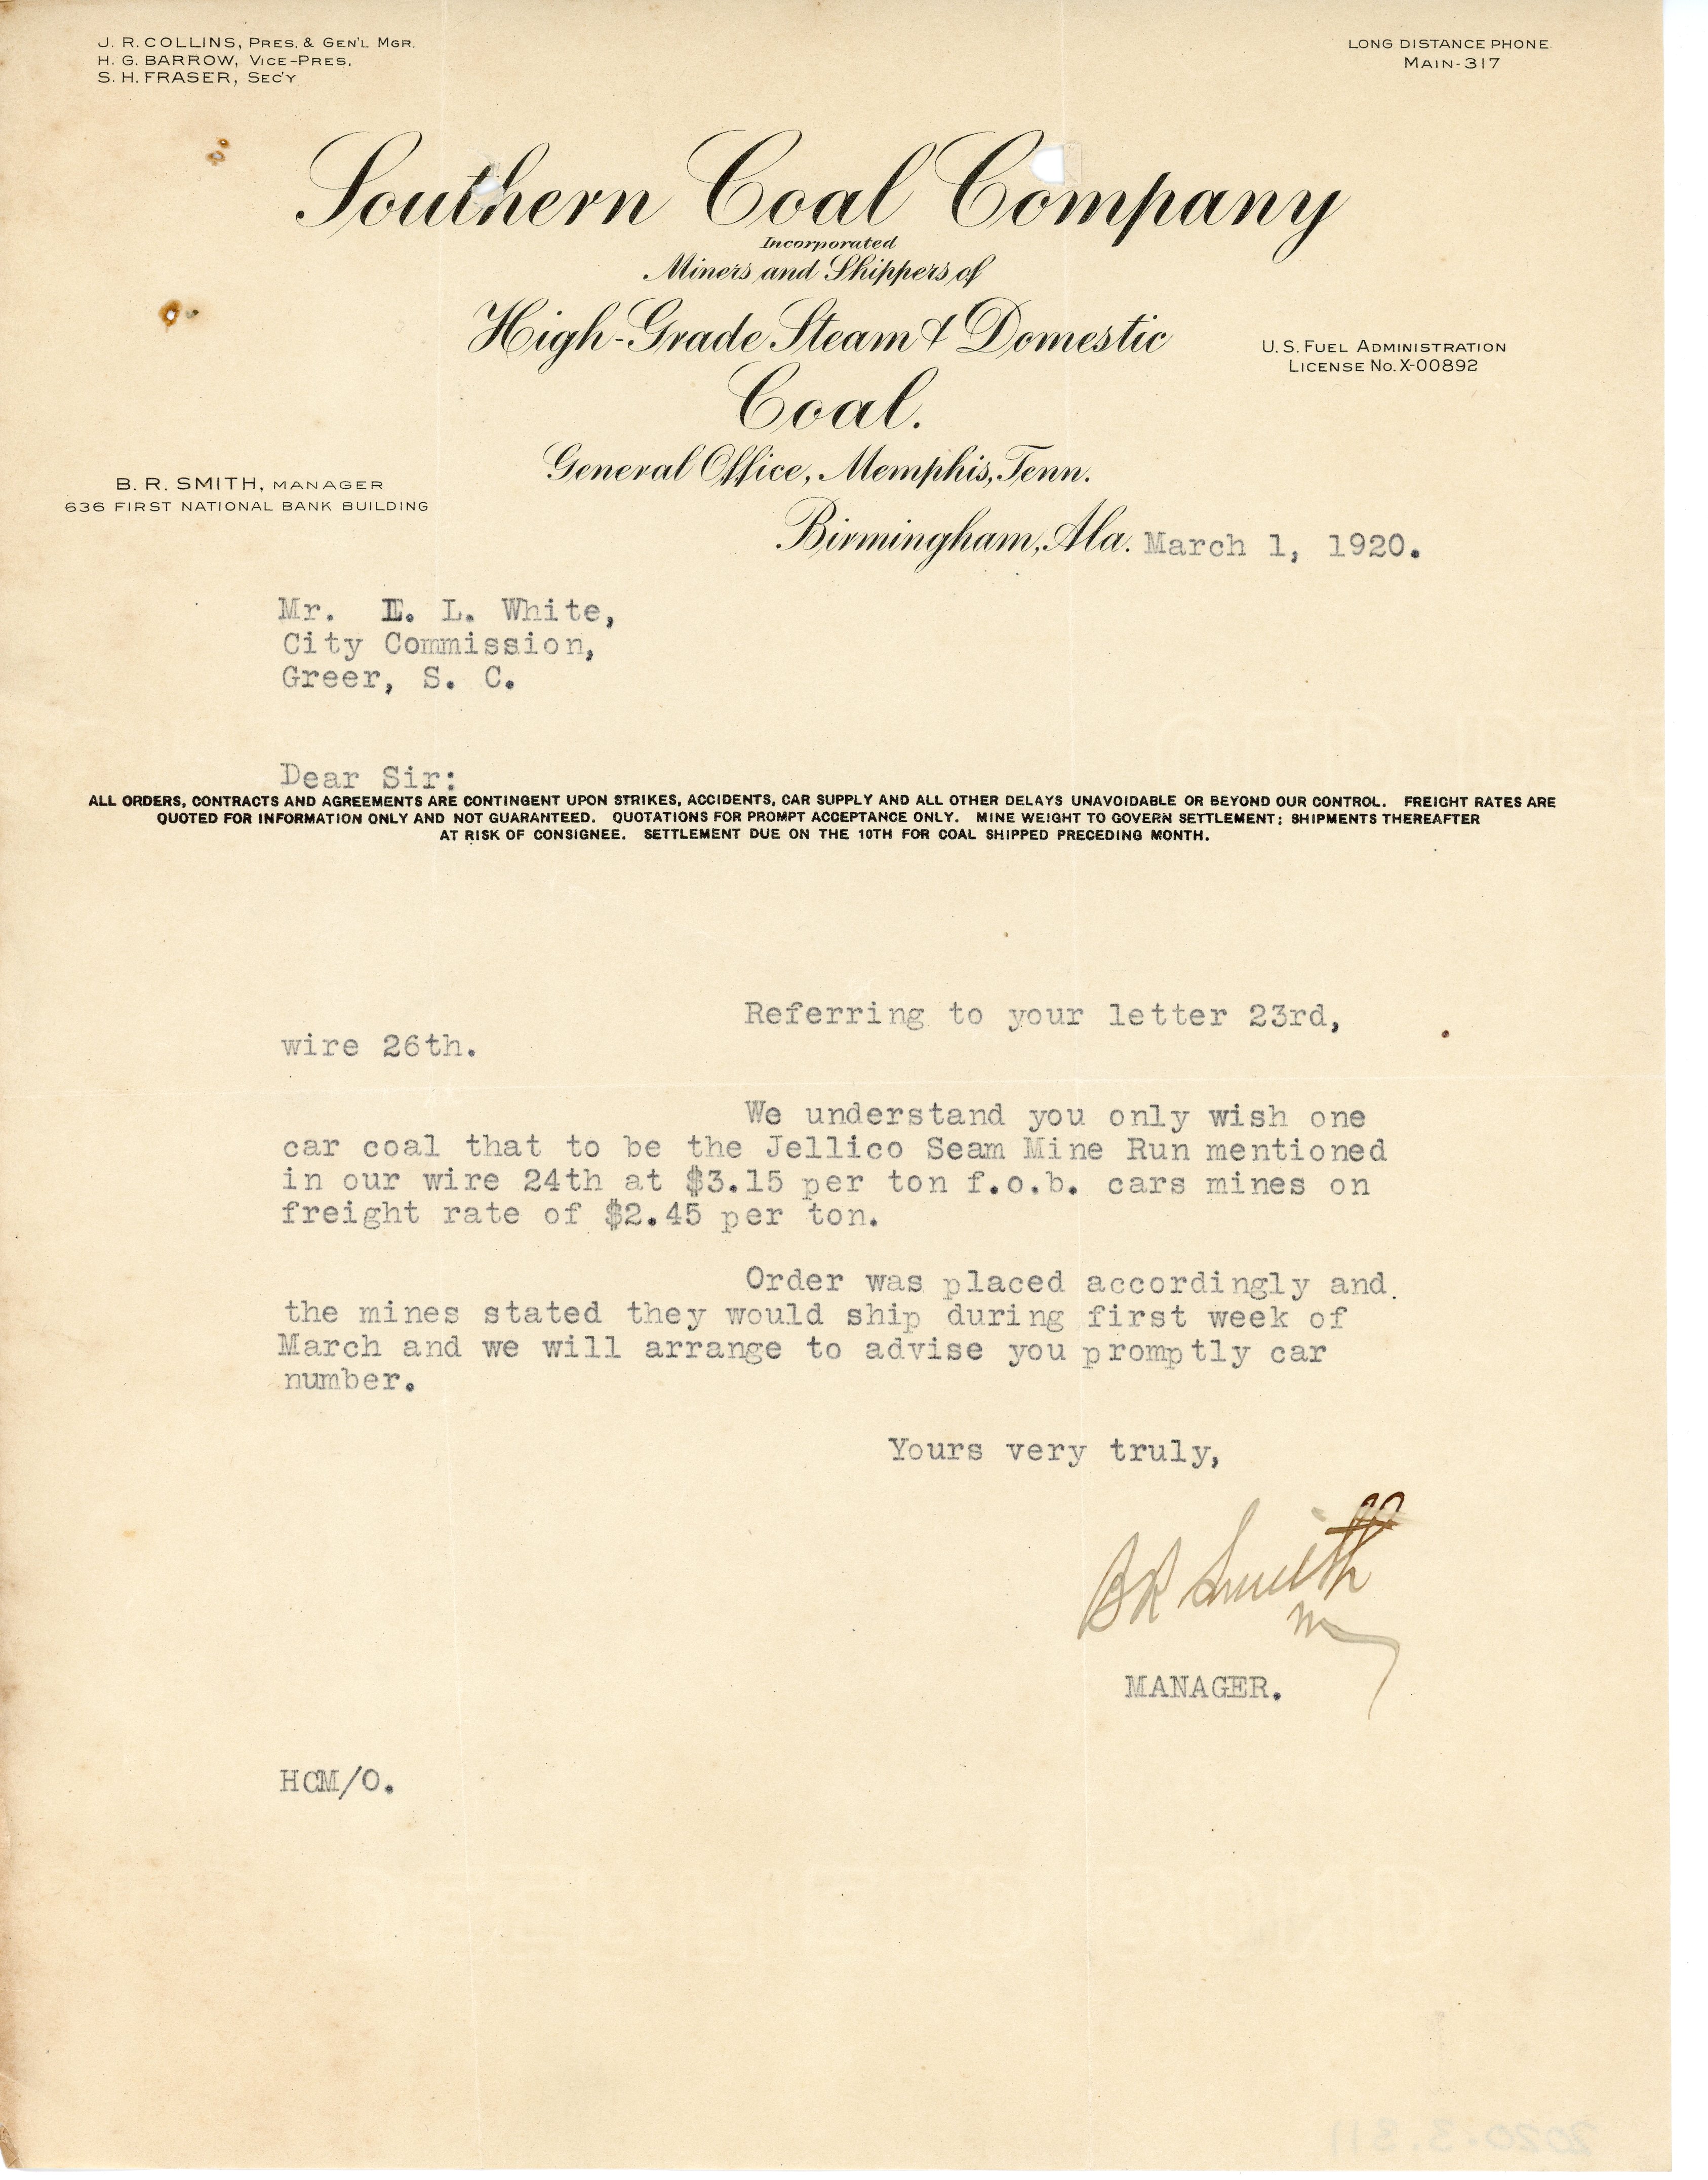 J. R. COLLINS, PRES. & GEN'L MGR.
H. G. BARROW, VICE-PRES,
S. H. FRASER, SEC'Y
LONG DISTANCE PHONE
MAIN-317
Southern Coal Company
Incorporated
Miners and Shippers of
High-Grade Steam & Domestic
Coal.
U.S. FUEL ADMINISTRATION
LICENSE NO. X-00892
General Office, Memphis, Tenn.
B. R. SMITH, MANAGER
636 FIRST NATIONAL BANK BUILDING
Birmingham, Ala. March 1, 1920.
Mr. E. L. White,
City Commission,
Greer, S. C.
Dear Sir:
ALL ORDERS, CONTRACTS AND AGREEMENTS ARE CONTINGENT UPON STRIKES, ACCIDENTS, CAR SUPPLY AND ALL OTHER DELAYS UNAVOIDABLE OR BEYOND OUR CONTROL. FREIGHT RATES ARE
QUOTED FOR INFORMATION ONLY AND NOT GUARANTEED. QUOTATIONS FOR PROMPT ACCEPTANCE ONLY. MINE WEIGHT TO GOVERN SETTLEMENT; SHIPMENTS THEREAFTER
AT RISK OF CONSIGNEE. SETTLEMENT DUE ON THE 10TH FOR COAL SHIPPED PRECEDING MONTH.
Referring to your letter 23rd,
wire 26th.
We understand you only wish one
car coal that to be the Jellico Seam Mine Run mentioned
in our wire 24th at $3.15 per ton f.o.b. cars mines on
freight rate of $2.45 per ton.
Order was placed accordingly and
the mines stated they would ship during first week of
March and we will arrange to advise you promptly car
number.
Yours very truly,
BR Smith
m
MANAGER.
HCM/O.
2020.3.811